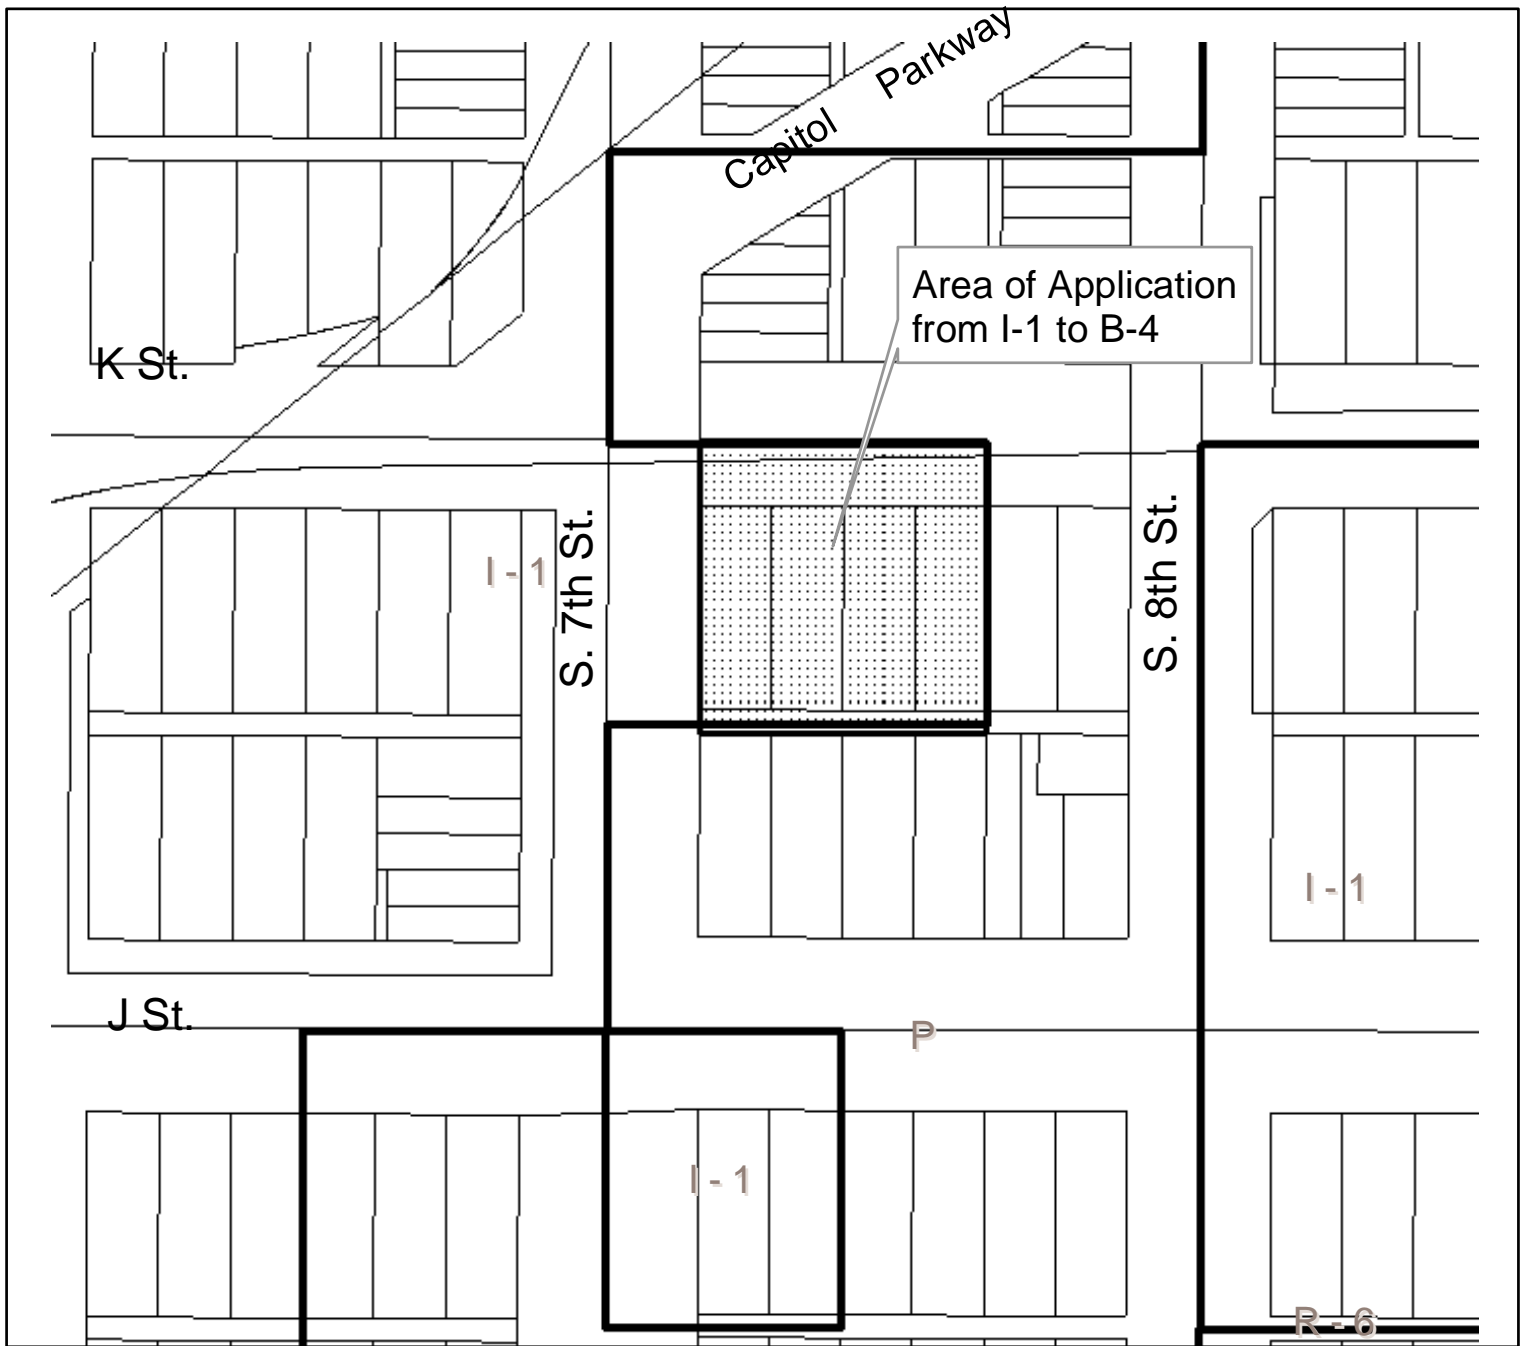 Capitol Parkway
Area of Application
from I-1 to B-4
K St.
I - 1
S. 7th St.
S. 8th St.
I - 1
J St.
P
I - 1
R - 6